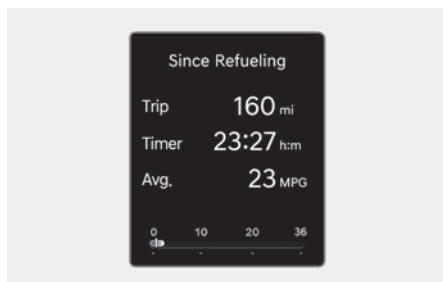 Since Refueling
Trip 160 mi
Timer 23:27 h:m
Avg. 23 MPG
0 10 20 36